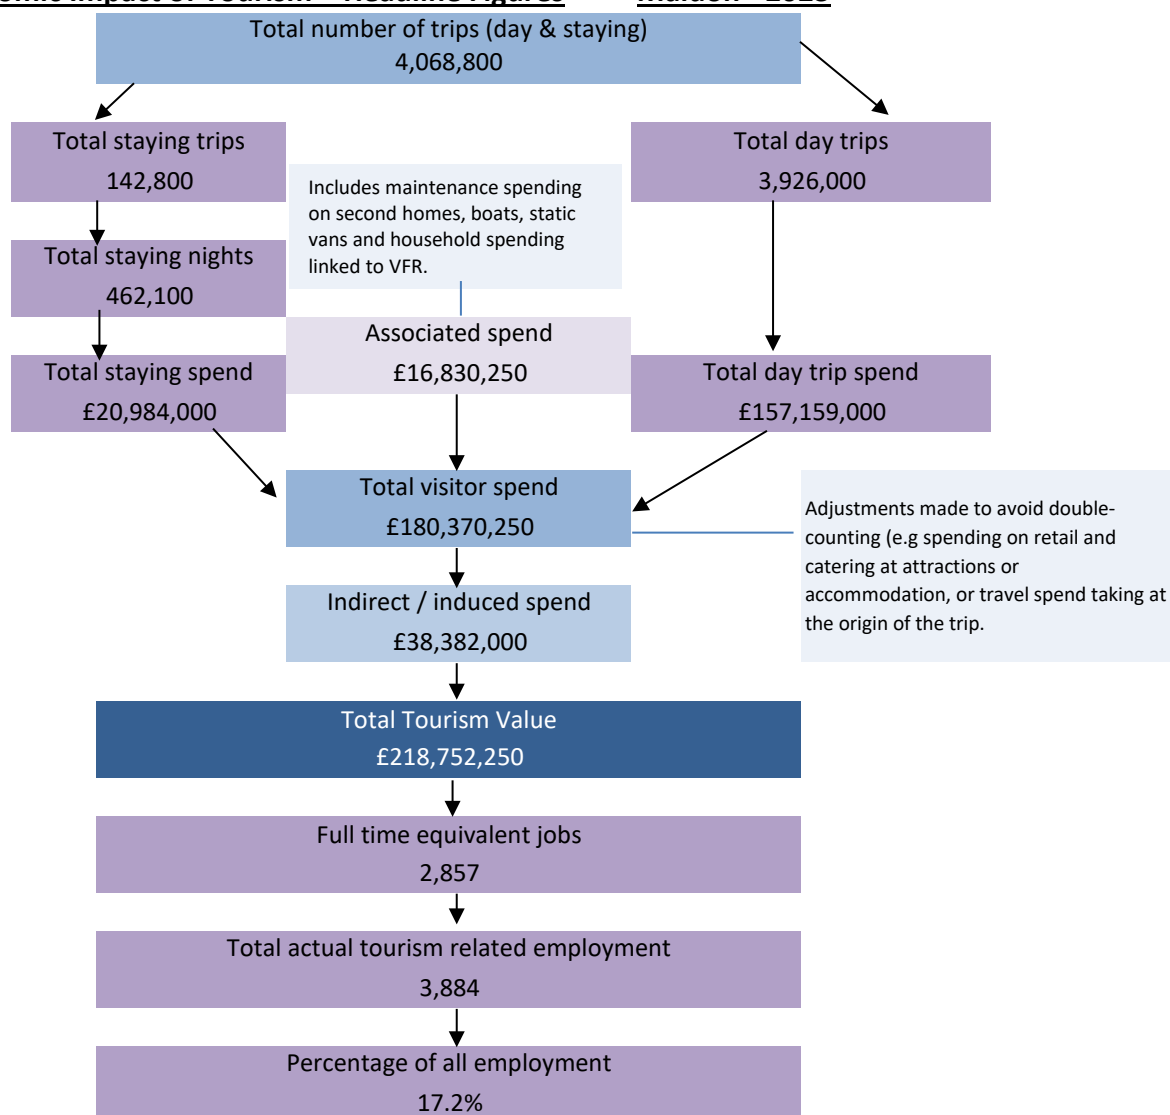 Impact of Tourism – Headline Figures
Total number of trips (day & staying)
4,068,800
Total staying trips
142,800
Total day trips
3,926,000
Includes maintenance spending
on second homes, boats, static
vans and household spending
linked to VFR.
Total staying nights
462,100
Associated spend
£16,830,250
Total staying spend
£20,984,000
Total day trip spend
£157,159,000
Total visitor spend
£180,370,250
Adjustments made to avoid double-
counting (e.g spending on retail and
catering at attractions or
accommodation, or travel spend taking at
the origin of the trip.
Indirect / induced spend
£38,382,000
Total Tourism Value
£218,752,250
Full time equivalent jobs
2,857
Total actual tourism related employment
3,884
Percentage of all employment
17.2%